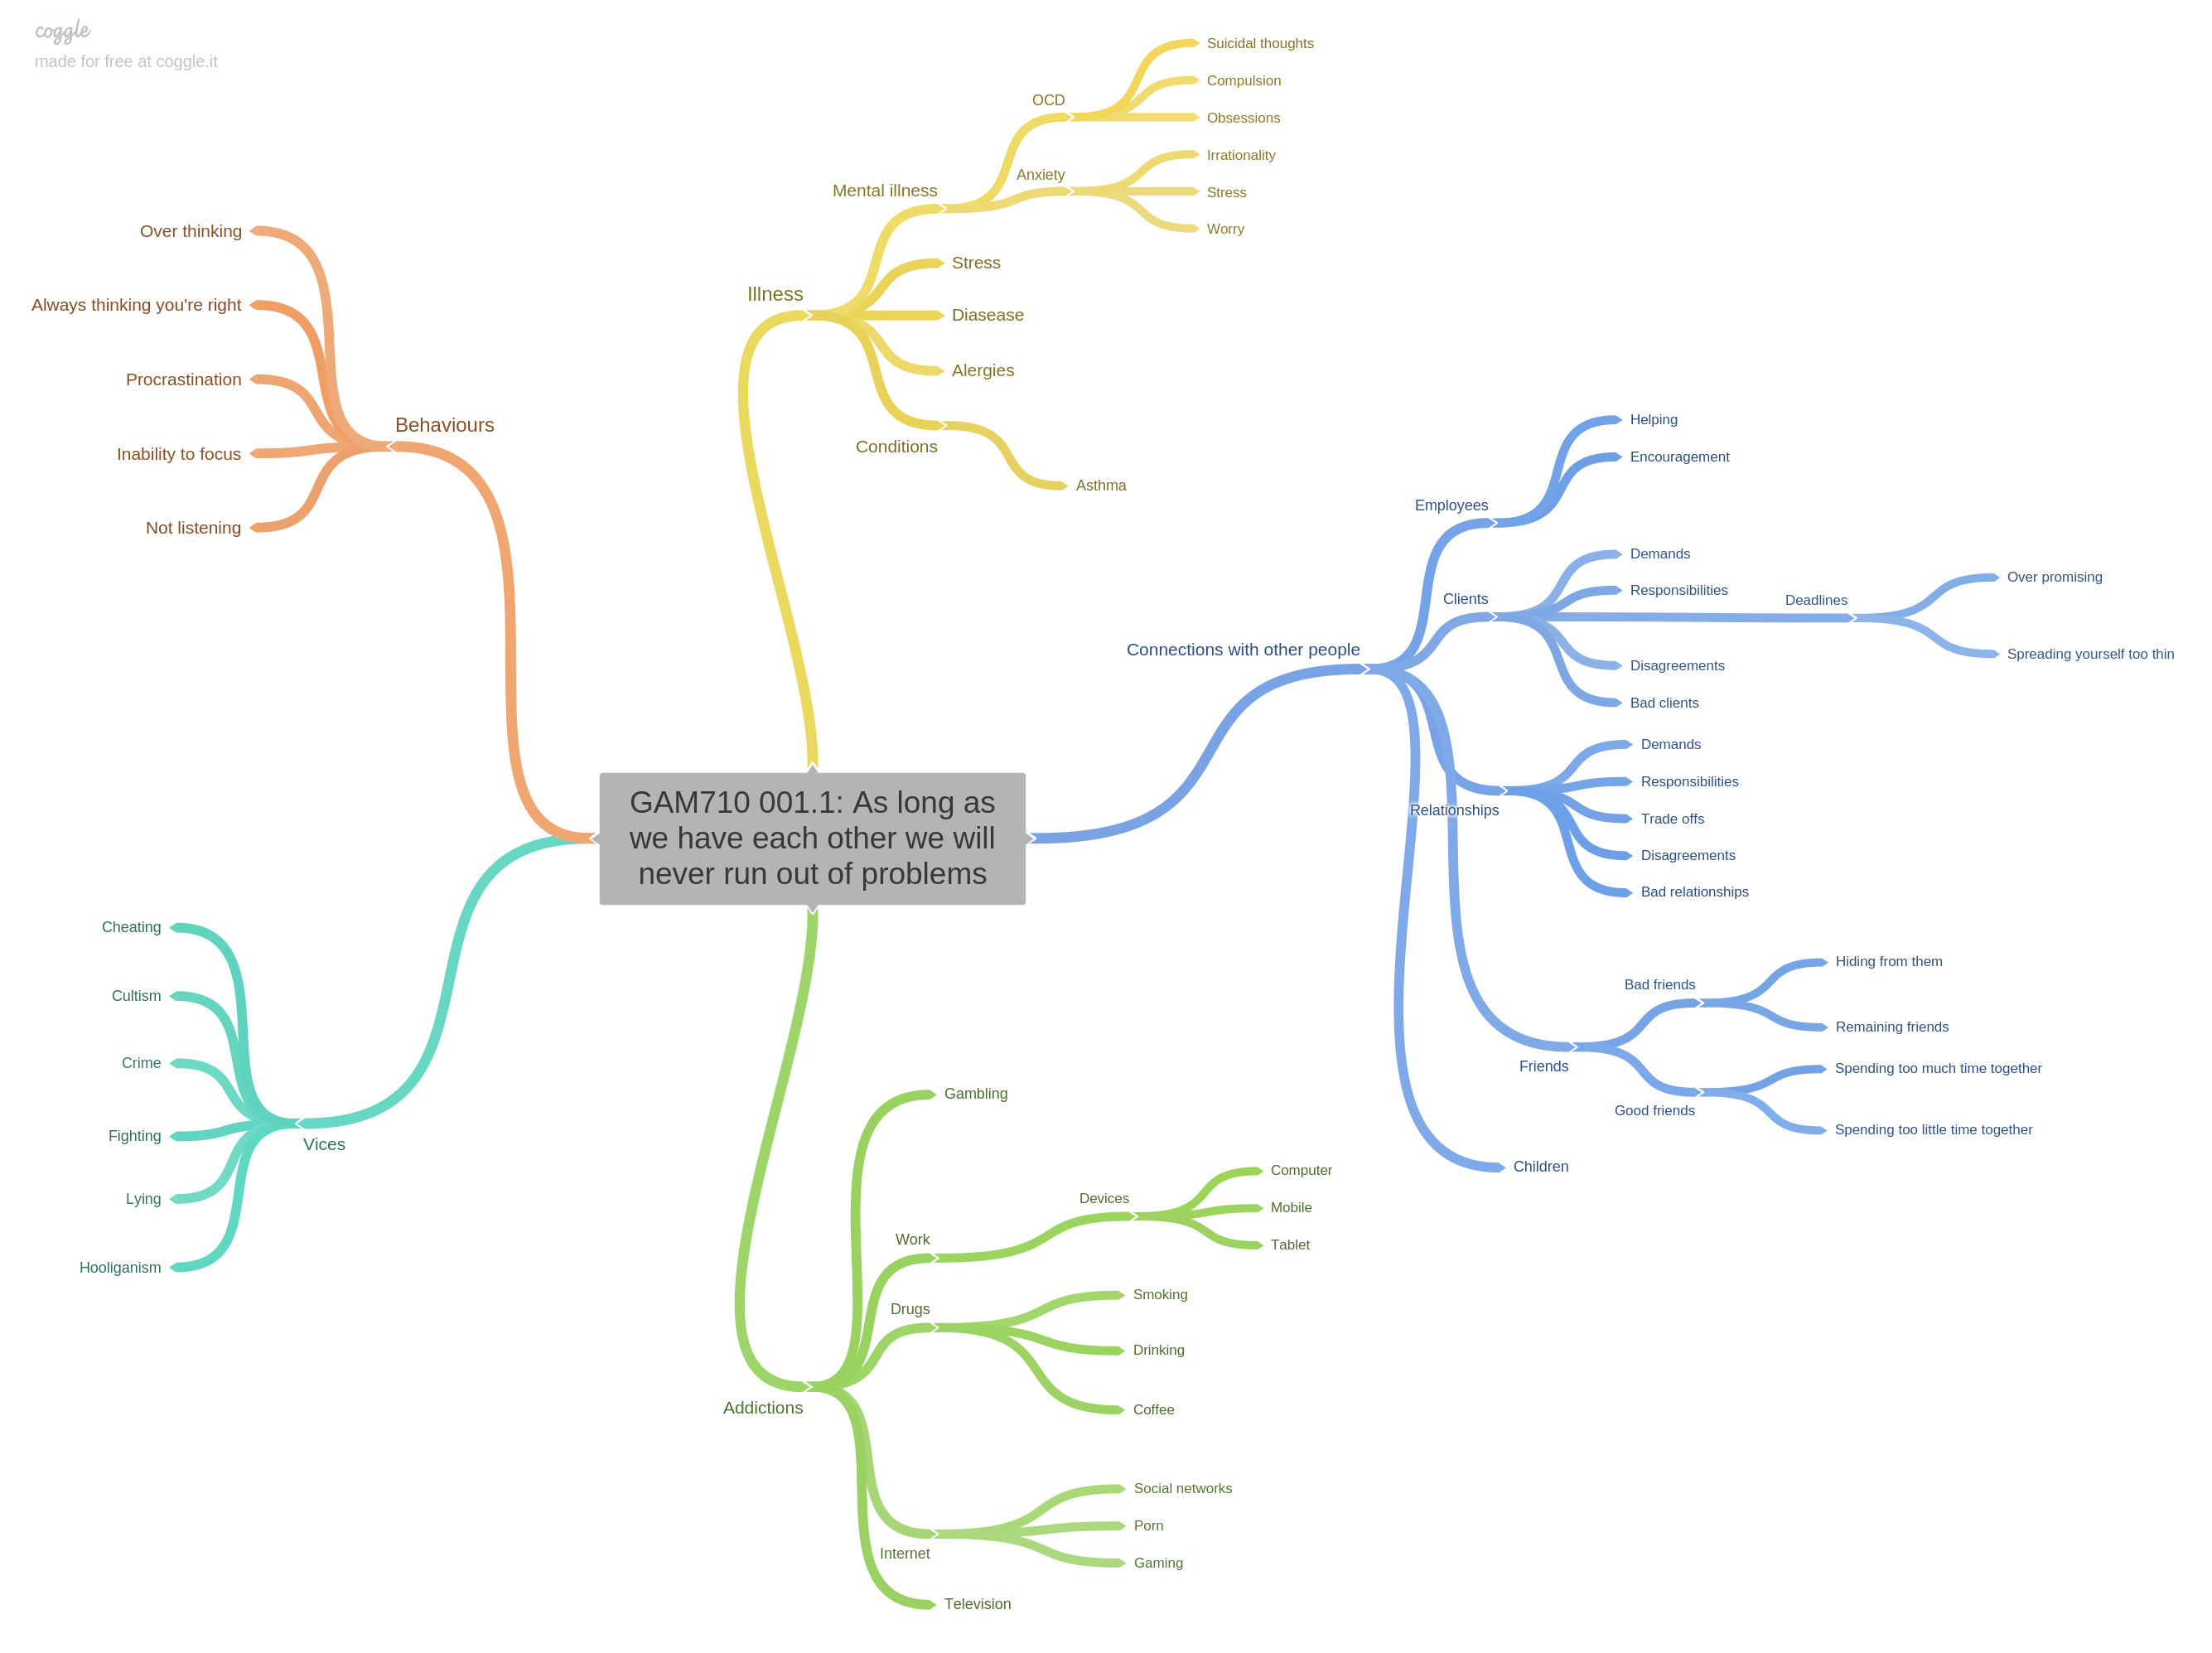 coggle
made for free at coggle.it
Suicidal thoughts
Compulsion
OCD
Obsessions
Irrationality
Anxiety
Stress
Worry
Mental illness
Stress
Illness
Diasease
Alergies
Conditions
Asthma
Over thinking
Always thinking you're right
Procrastination
Behaviours
Inability to focus
Not listening
Helping
Encouragement
Employees
Demands
Responsibilities
Clients
Deadlines
Over promising
Spreading yourself too thin
Disagreements
Bad clients
Connections with other people
Demands
Responsibilities
Relationships
Trade offs
Disagreements
Bad relationships
GAM710 001.1: As long as
we have each other we will
never run out of problems
Hiding from them
Bad friends
Remaining friends
Friends
Spending too much time together
Good friends
Spending too little time together
Children
Cheating
Cultism
Crime
Fighting
Vices
Lying
Hooliganism
Gambling
Computer
Devices
Mobile
Work
Tablet
Drugs
Smoking
Drinking
Coffee
Addictions
Social networks
Porn
Internet
Gaming
Television